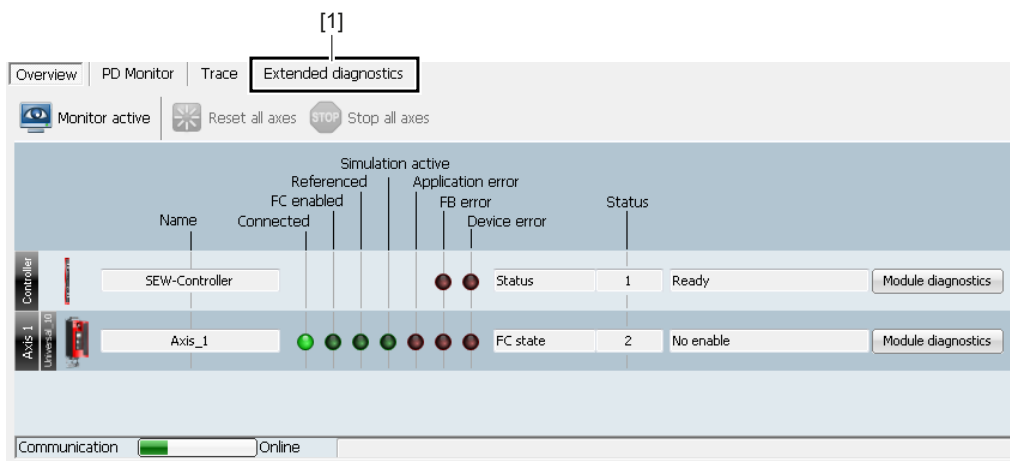 [1]
Overview PD Monitor Trace Extended diagnostics
Monitor active Reset all axes STOP Stop all axes
Simulation active
Referenced Application error
FC enabled FB error Status
Name Connected Device error
Controller SEW-Controller Status 1 Ready Module diagnostics
Axis 1 Universal_10 Axis_1 FC state 2 No enable Module diagnostics
Communication Online